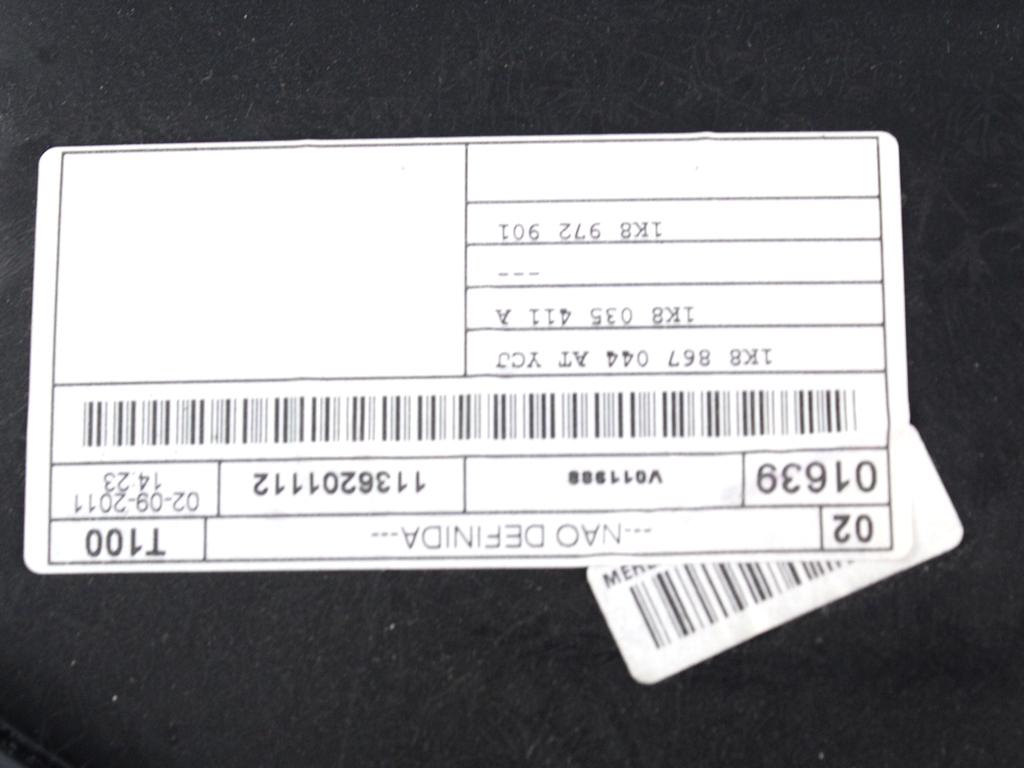 02 ---NAO DEFINIDA--- T100
01639 V011988 1136201112 02-09-2011 14:23
1K8 867 044 AT YCJ
1K8 035 411 A
---
1K8 972 901